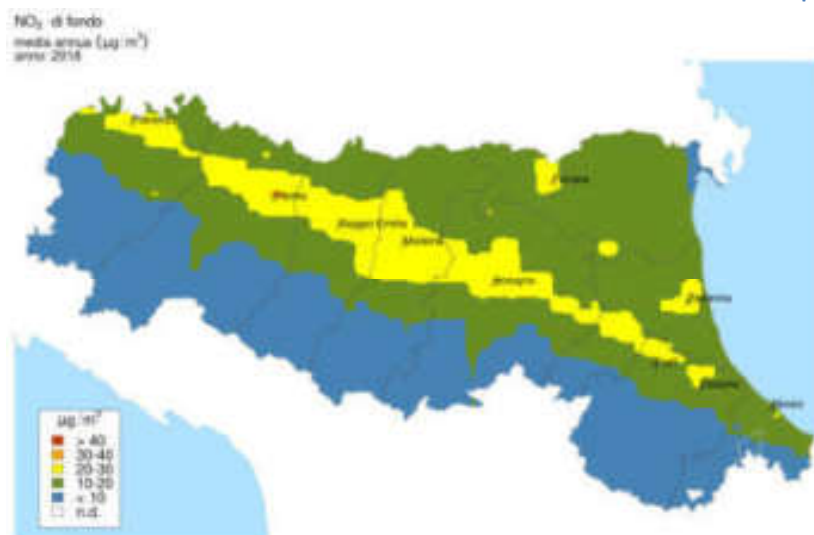 NO₂ di fondo
media annua (µg/m³)
anno 2018
Piacenza
Parma
Reggio Emilia
Modena
Bologna
Ferrara
Ravenna
Forlì
Cesena
Rimini
µg/m³
> 40
30-40
20-30
10-20
< 10
n.d.